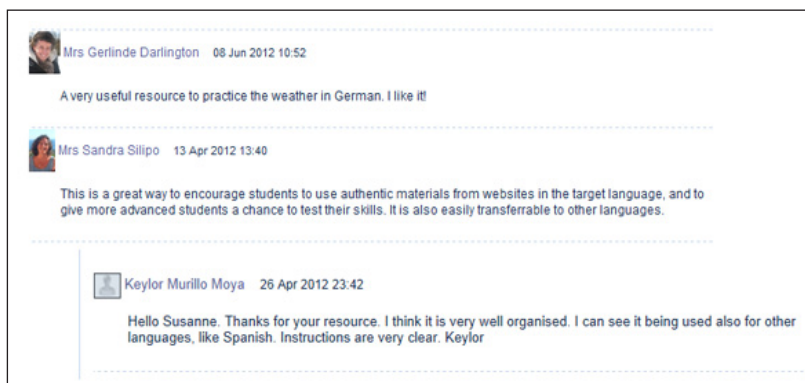 Mrs Gerlinde Darlington 08 Jun 2012 10:52
A very useful resource to practice the weather in German. I like it!
Mrs Sandra Silipo 13 Apr 2012 13:40
This is a great way to encourage students to use authentic materials from websites in the target language, and to
give more advanced students a chance to test their skills. It is also easily transferrable to other languages.
Keylor Murillo Moya 26 Apr 2012 23:42
Hello Susanne. Thanks for your resource. I think it is very well organised. I can see it being used also for other
languages, like Spanish. Instructions are very clear. Keylor